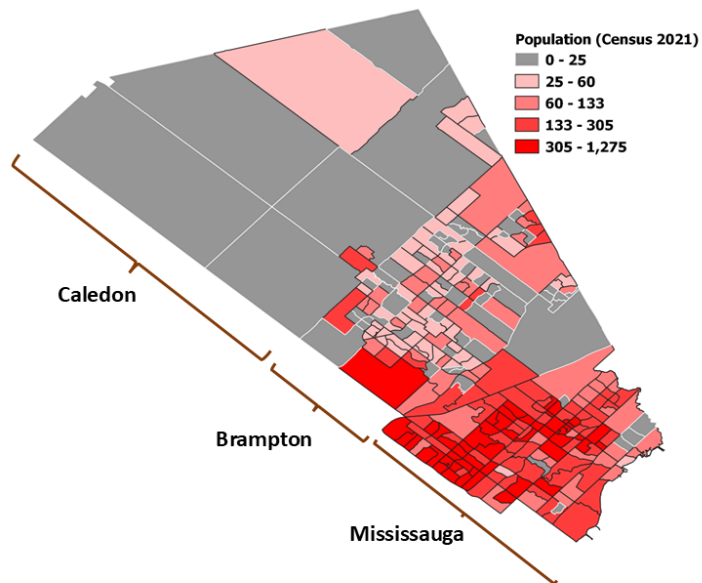 Population (Census 2021)
0 - 25
25 - 60
60 - 133
133 - 305
305 - 1,275
Caledon
Brampton
Mississauga